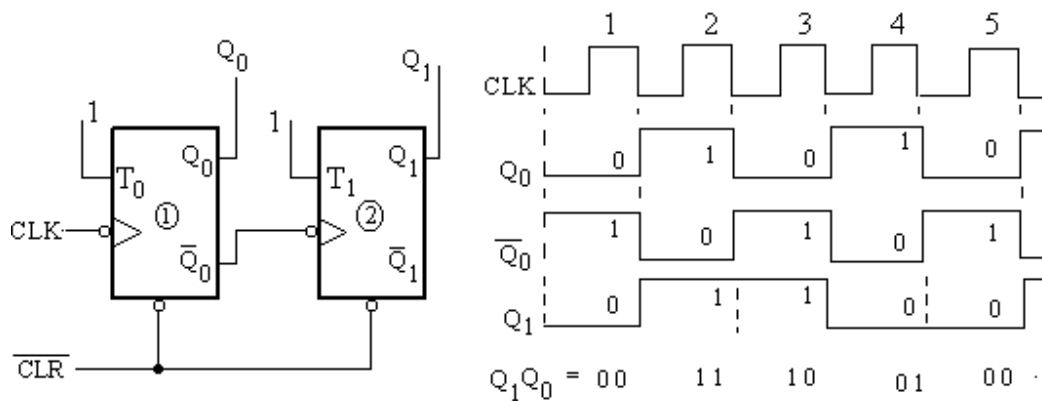 Q₀ Q₁
1 1
Q₀ Q₁
T₀ T₁
① ②
CLK
Q̅₀ Q̅₁
C̅L̅R̅
1 2 3 4 5
CLK
Q₀ 0 1 0 1 0
Q̅₀ 1 0 1 0 1
Q₁ 0 1 1 0 0
Q₁Q₀ = 00 11 10 01 00 .